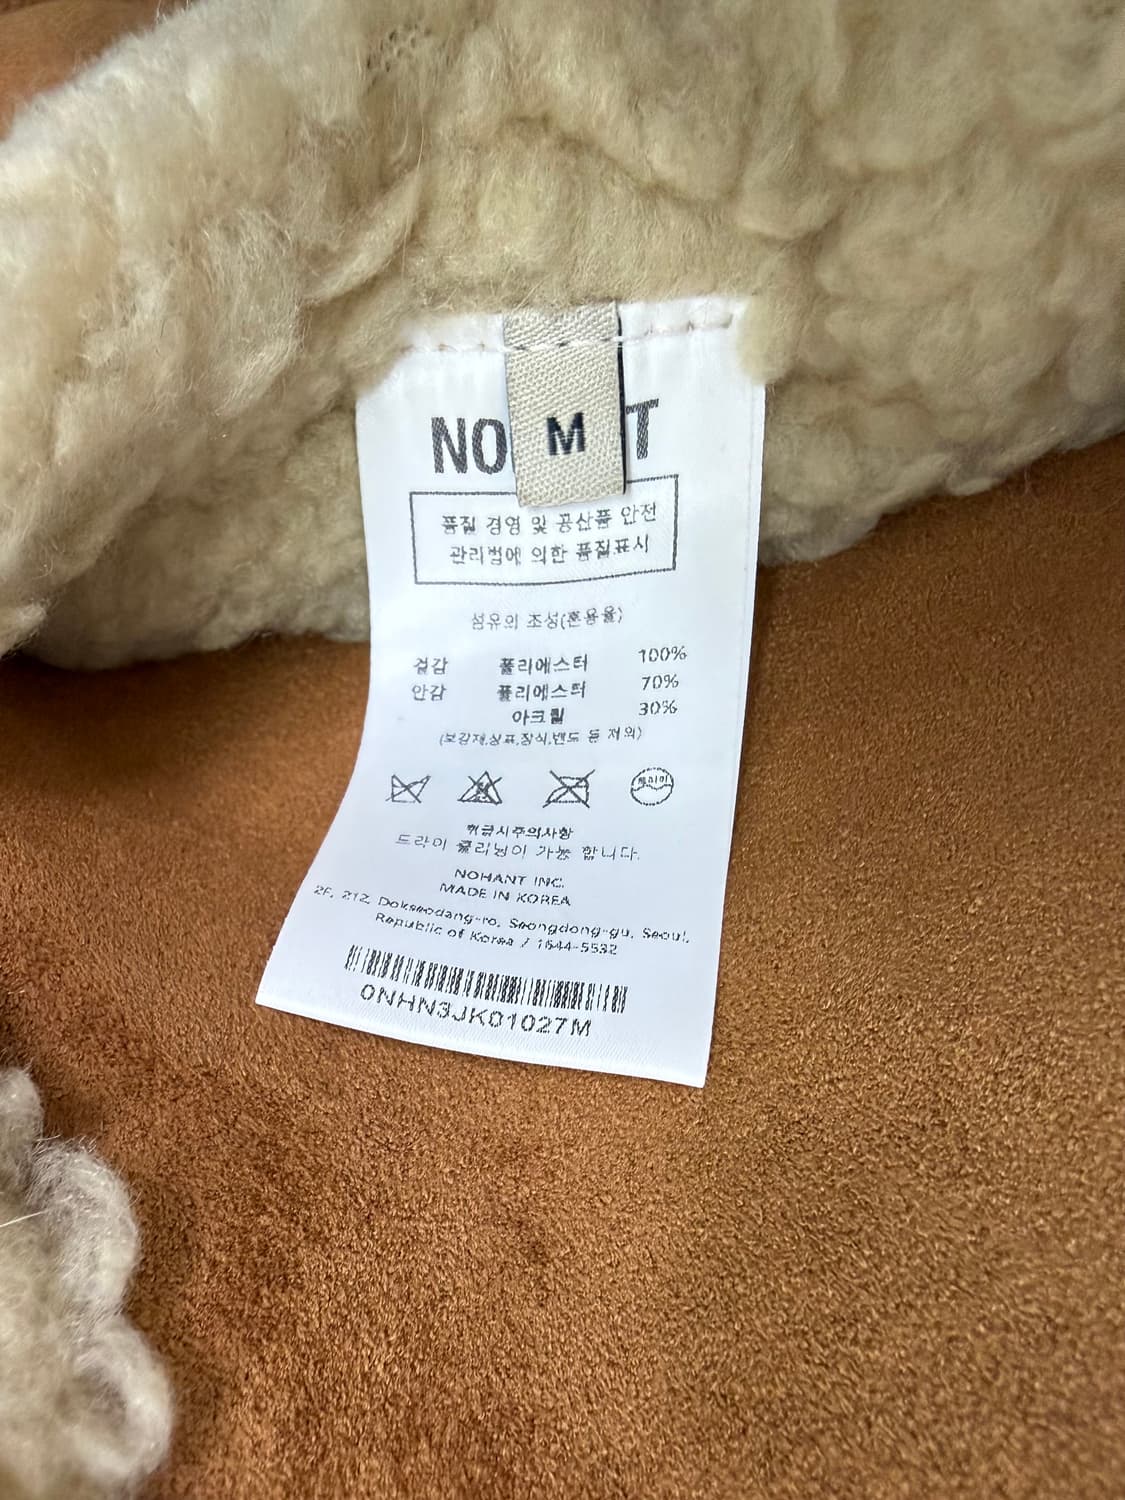 NO T
M
품질 경영 및 공산품 안전
관리법에 의한 품질표시
섬유의 조성(혼용율)
겉감 폴리에스터 100%
안감 폴리에스터 70%
아크릴 30%
(보강재,상표,장식,밴드 등 제외)
드라이
취급시주의사항
드라이 클리닝이 가능 합니다.
NOHANT INC.
MADE IN KOREA
2F, 212, Dokseodang-ro, Seongdong-gu, Seoul,
Republic of Korea / 1644-5532
0NHN3JK01027M